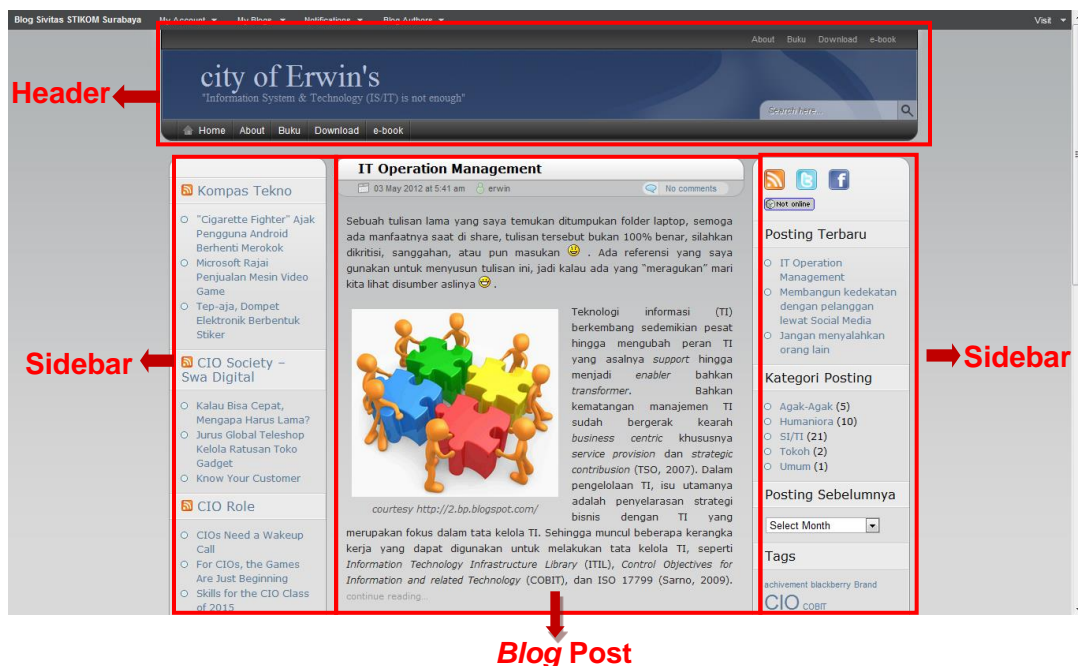 Blog Sivitas STIKOM Surabaya My Account My Blogs Notifications Blog Authors Visit
About Buku Download e-book
city of Erwin's
"Information System & Technology (IS/IT) is not enough"
Search here...
Home About Buku Download e-book
Header
Sidebar
Kompas Tekno
"Cigarette Fighter" Ajak
Pengguna Android
Berhenti Merokok
Microsoft Rajai
Penjualan Mesin Video
Game
Tep-aja, Dompet
Elektronik Berbentuk
Stiker
CIO Society –
Swa Digital
Kalau Bisa Cepat,
Mengapa Harus Lama?
Jurus Global Teleshop
Kelola Ratusan Toko
Gadget
Know Your Customer
CIO Role
CIOs Need a Wakeup
Call
For CIOs, the Games
Are Just Beginning
Skills for the CIO Class
of 2015
IT Operation Management
03 May 2012 at 5:41 am erwin No comments
Sebuah tulisan lama yang saya temukan ditumpukan folder laptop, semoga
ada manfaatnya saat di share, tulisan tersebut bukan 100% benar, silahkan
dikritisi, sanggahan, atau pun masukan . Ada referensi yang saya
gunakan untuk menyusun tulisan ini, jadi kalau ada yang "meragukan" mari
kita lihat disumber aslinya .
Teknologi informasi (TI)
berkembang sedemikian pesat
hingga mengubah peran TI
yang asalnya support hingga
menjadi enabler bahkan
transformer. Bahkan
kematangan manajemen TI
sudah bergerak kearah
business centric khususnya
service provision dan strategic
contribusion (TSO, 2007). Dalam
pengelolaan TI, isu utamanya
adalah penyelarasan strategi
bisnis dengan TI yang
courtesy http://2.bp.blogspot.com/
merupakan fokus dalam tata kelola TI. Sehingga muncul beberapa kerangka
kerja yang dapat digunakan untuk melakukan tata kelola TI, seperti
Information Technology Infrastructure Library (ITIL), Control Objectives for
Information and related Technology (COBIT), dan ISO 17799 (Sarno, 2009).
continue reading..
Not online
Posting Terbaru
IT Operation
Management
Membangun kedekatan
dengan pelanggan
lewat Social Media
Jangan menyalahkan
orang lain
Kategori Posting
Agak-Agak (5)
Humaniora (10)
SI/TI (21)
Tokoh (2)
Umum (1)
Posting Sebelumnya
Select Month
Tags
achivement blackberry Brand
CIO COBIT
Sidebar
Blog Post